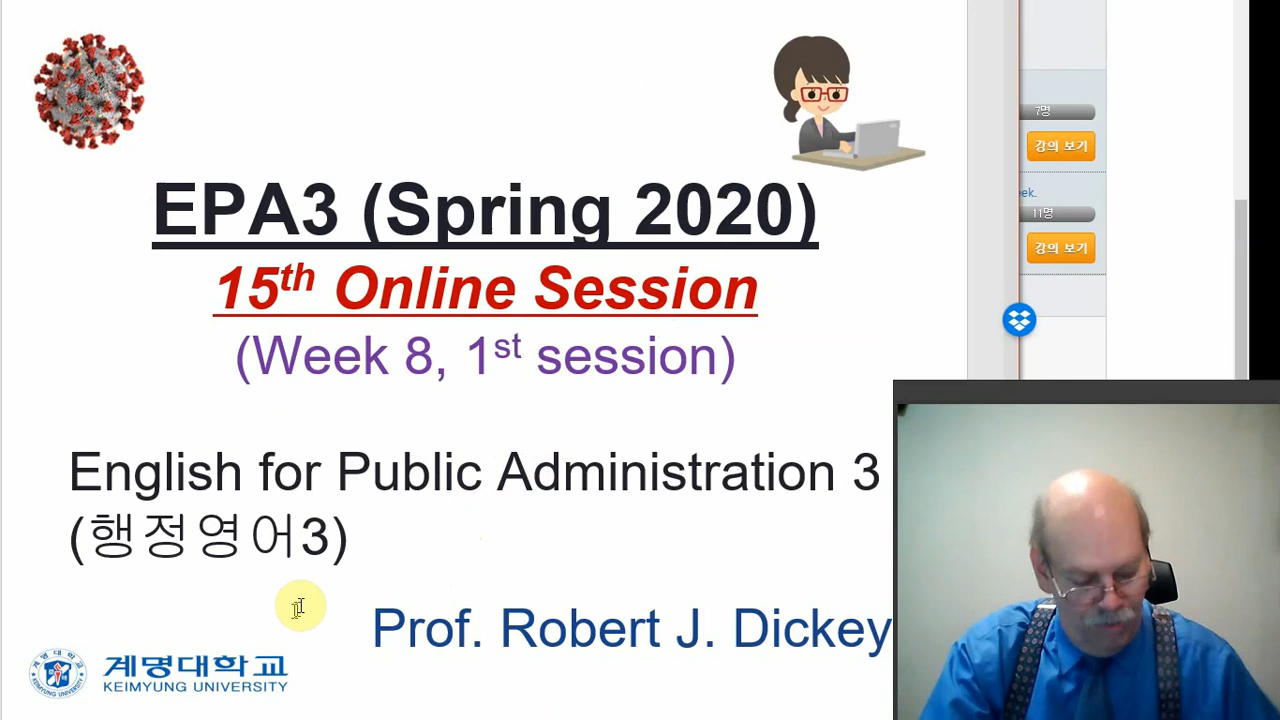 EPA3 (Spring 2020)
15th Online Session
(Week 8, 1st session)
English for Public Administration 3
(행정영어3)
Prof. Robert J. Dickey
계명대학교
KEIMYUNG UNIVERSITY
7명
강의 보기
eek.
11명
강의 보기